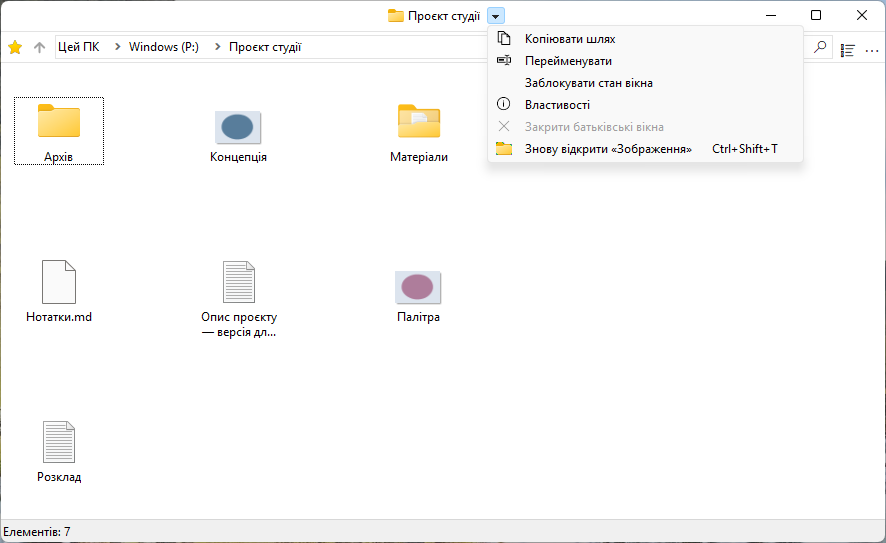 Проєкт студії
Цей ПК
Windows (P:)
Проєкт студії
Копіювати шлях
Перейменувати
Заблокувати стан вікна
Властивості
Закрити батьківські вікна
Знову відкрити «Зображення» Ctrl+Shift+T
Архів
Концепція
Матеріали
Нотатки.md
Опис проєкту
— версія дл...
Палітра
Розклад
Елементів: 7